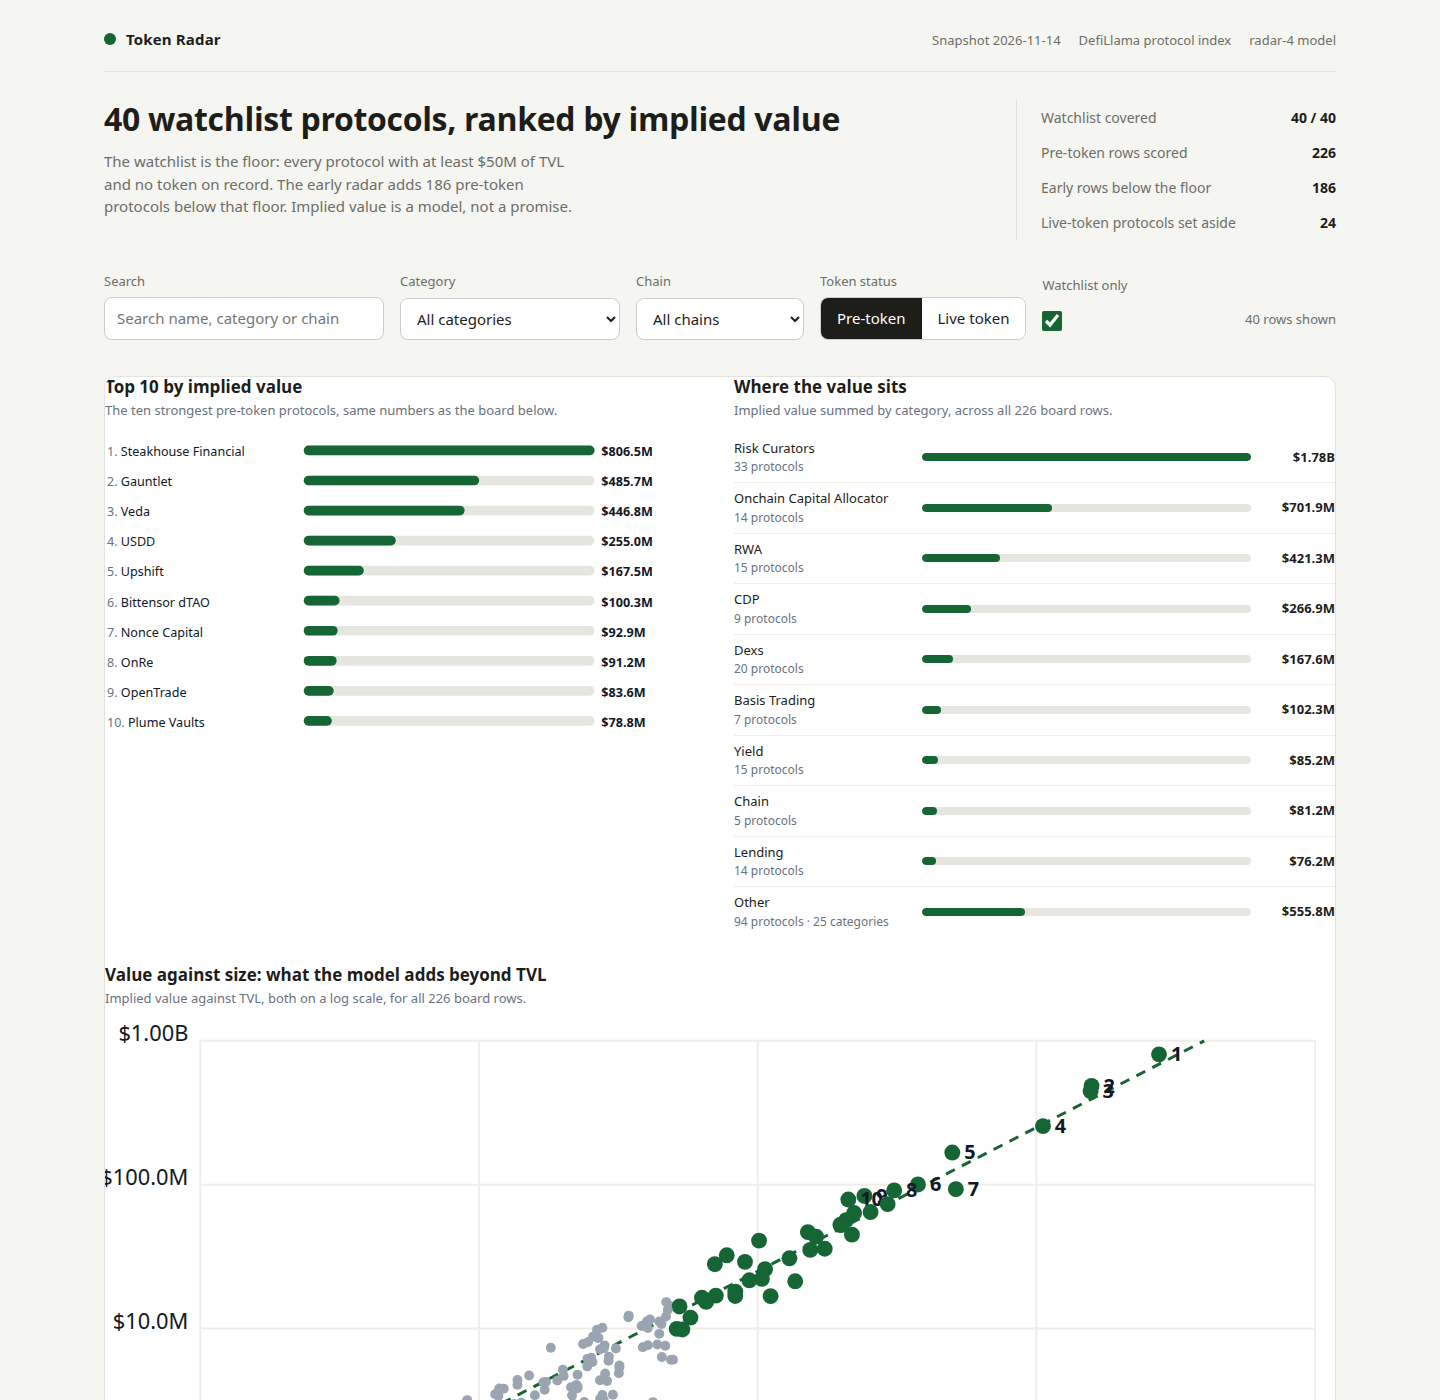 Token Radar
Snapshot 2026-11-14 DefiLlama protocol index radar-4 model
40 watchlist protocols, ranked by implied value
The watchlist is the floor: every protocol with at least $50M of TVL
and no token on record. The early radar adds 186 pre-token
protocols below that floor. Implied value is a model, not a promise.
Watchlist covered 40 / 40
Pre-token rows scored 226
Early rows below the floor 186
Live-token protocols set aside 24
Search
Search name, category or chain
Category
All categories
Chain
All chains
Token status
Pre-token Live token
Watchlist only
40 rows shown
Top 10 by implied value
The ten strongest pre-token protocols, same numbers as the board below.
1. Steakhouse Financial $806.5M
2. Gauntlet $485.7M
3. Veda $446.8M
4. USDD $255.0M
5. Upshift $167.5M
6. Bittensor dTAO $100.3M
7. Nonce Capital $92.9M
8. OnRe $91.2M
9. OpenTrade $83.6M
10. Plume Vaults $78.8M
Where the value sits
Implied value summed by category, across all 226 board rows.
Risk Curators
33 protocols
$1.78B
Onchain Capital Allocator
14 protocols
$701.9M
RWA
15 protocols
$421.3M
CDP
9 protocols
$266.9M
Dexs
20 protocols
$167.6M
Basis Trading
7 protocols
$102.3M
Yield
15 protocols
$85.2M
Chain
5 protocols
$81.2M
Lending
14 protocols
$76.2M
Other
94 protocols · 25 categories
$555.8M
Value against size: what the model adds beyond TVL
Implied value against TVL, both on a log scale, for all 226 board rows.
$1.00B
1
2
3
4
5
$100.0M
6
7
8
9
10
$10.0M